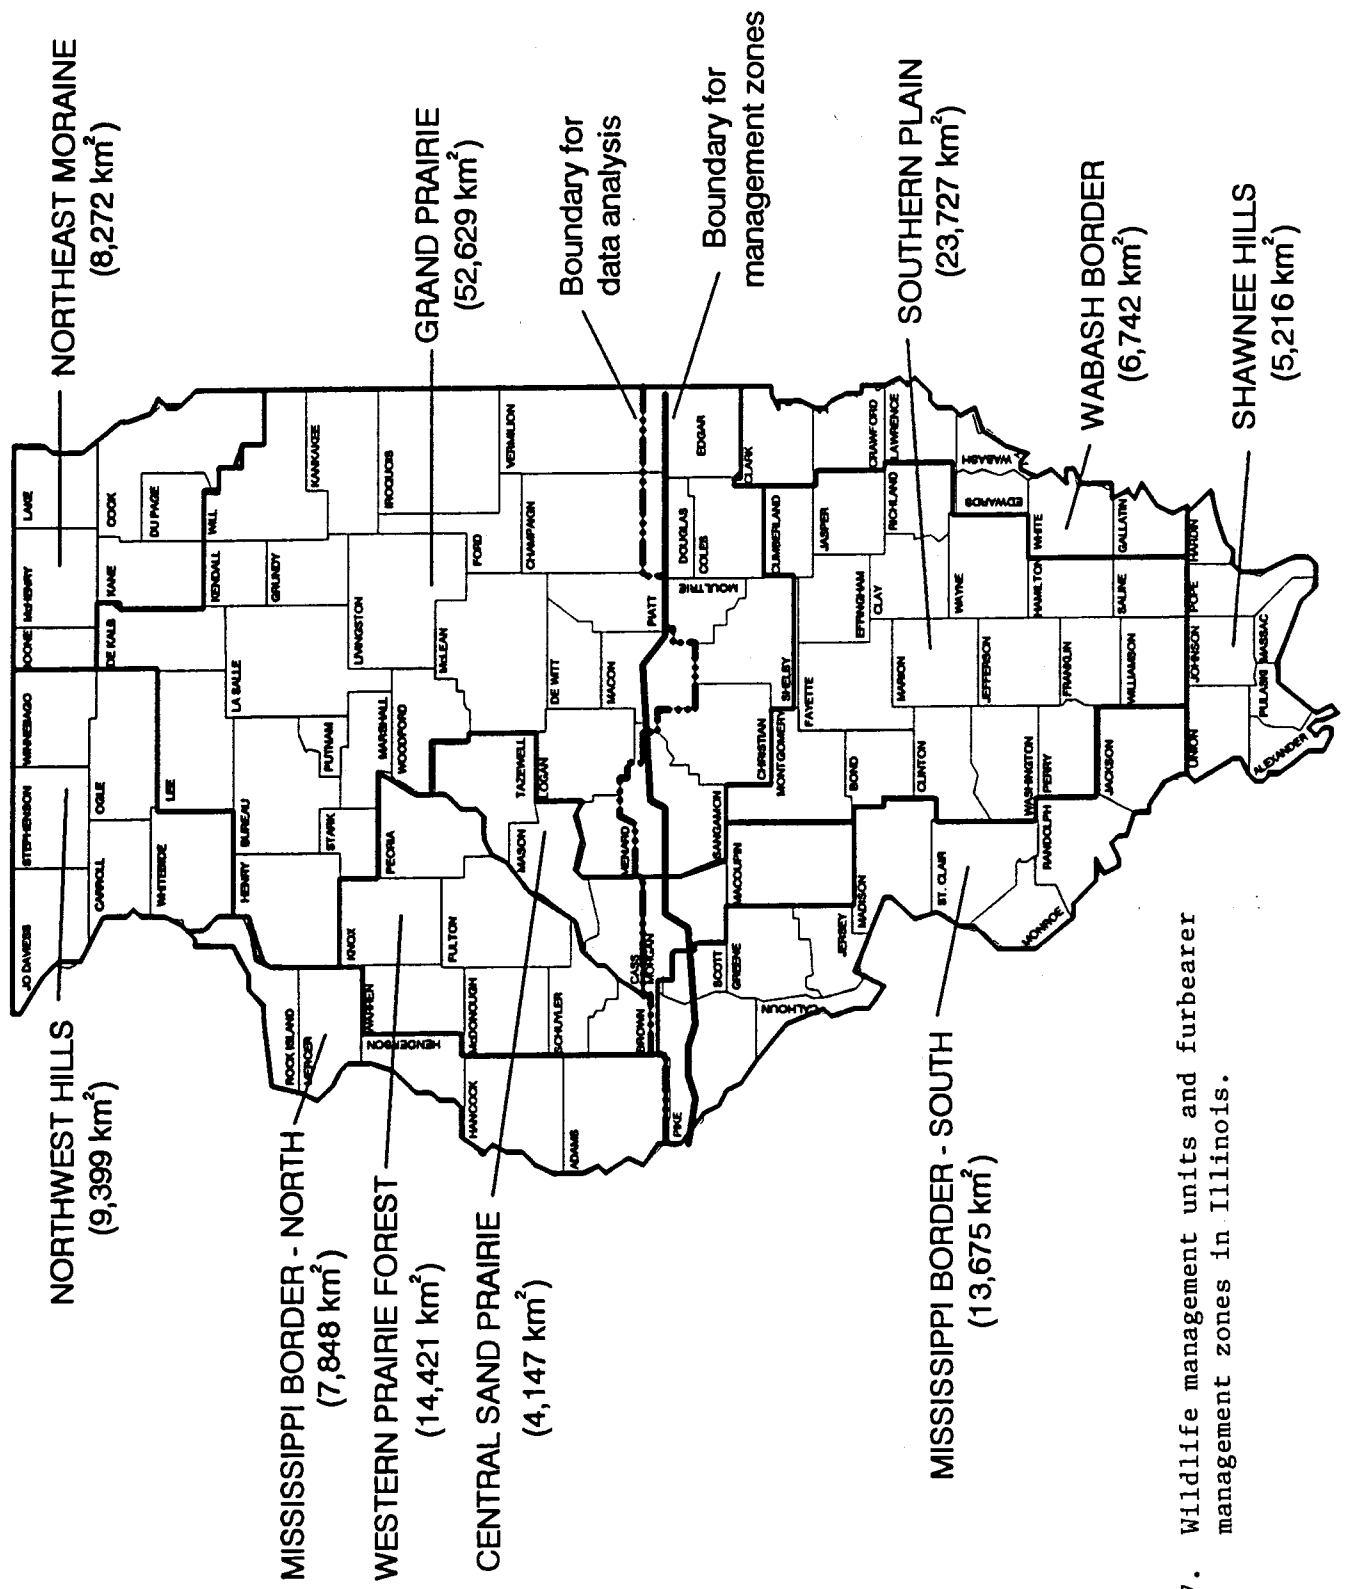 NORTHWEST HILLS
(9,399 km²)
MISSISSIPPI BORDER - NORTH
(7,848 km²)
WESTERN PRAIRIE FOREST
(14,421 km²)
CENTRAL SAND PRAIRIE
(4,147 km²)
MISSISSIPPI BORDER - SOUTH
(13,675 km²)
NORTHEAST MORAINE
(8,272 km²)
GRAND PRAIRIE
(52,629 km²)
Boundary for
data analysis
Boundary for
management zones
SOUTHERN PLAIN
(23,727 km²)
WABASH BORDER
(6,742 km²)
SHAWNEE HILLS
(5,216 km²)
JO DAVIESS
STEPHENSON
WINNEBAGO
McHENRY
LAKE
CARROLL
OGLE
DE KALB
KANE
COOK
DU PAGE
WHITESIDE
LEE
KENDALL
WILL
ROCK ISLAND
HENRY
BUREAU
LA SALLE
GRUNDY
KANKAKEE
MERCER
STARK
PUTNAM
MARSHALL
LIVINGSTON
IROQUOIS
HENDERSON
WARREN
KNOX
PEORIA
WOODFORD
McLEAN
FORD
HANCOCK
McDONOUGH
FULTON
TAZEWELL
MASON
LOGAN
DE WITT
CHAMPAIGN
VERMILION
ADAMS
SCHUYLER
BROWN
CASS
MENARD
MACON
PIATT
PIKE
MORGAN
SANGAMON
CHRISTIAN
MOULTRIE
DOUGLAS
COLES
EDGAR
SCOTT
GREENE
MACOUPIN
MONTGOMERY
SHELBY
CUMBERLAND
CLARK
CALHOUN
JERSEY
MADISON
BOND
FAYETTE
EFFINGHAM
JASPER
CRAWFORD
ST. CLAIR
CLINTON
MARION
CLAY
RICHLAND
LAWRENCE
MONROE
RANDOLPH
WASHINGTON
JEFFERSON
WAYNE
EDWARDS
WABASH
PERRY
FRANKLIN
HAMILTON
WHITE
JACKSON
WILLIAMSON
SALINE
GALLATIN
UNION
JOHNSON
POPE
HARDIN
ALEXANDER
PULASKI
MASSAC
Wildlife management units and furbearer
management zones in Illinois.